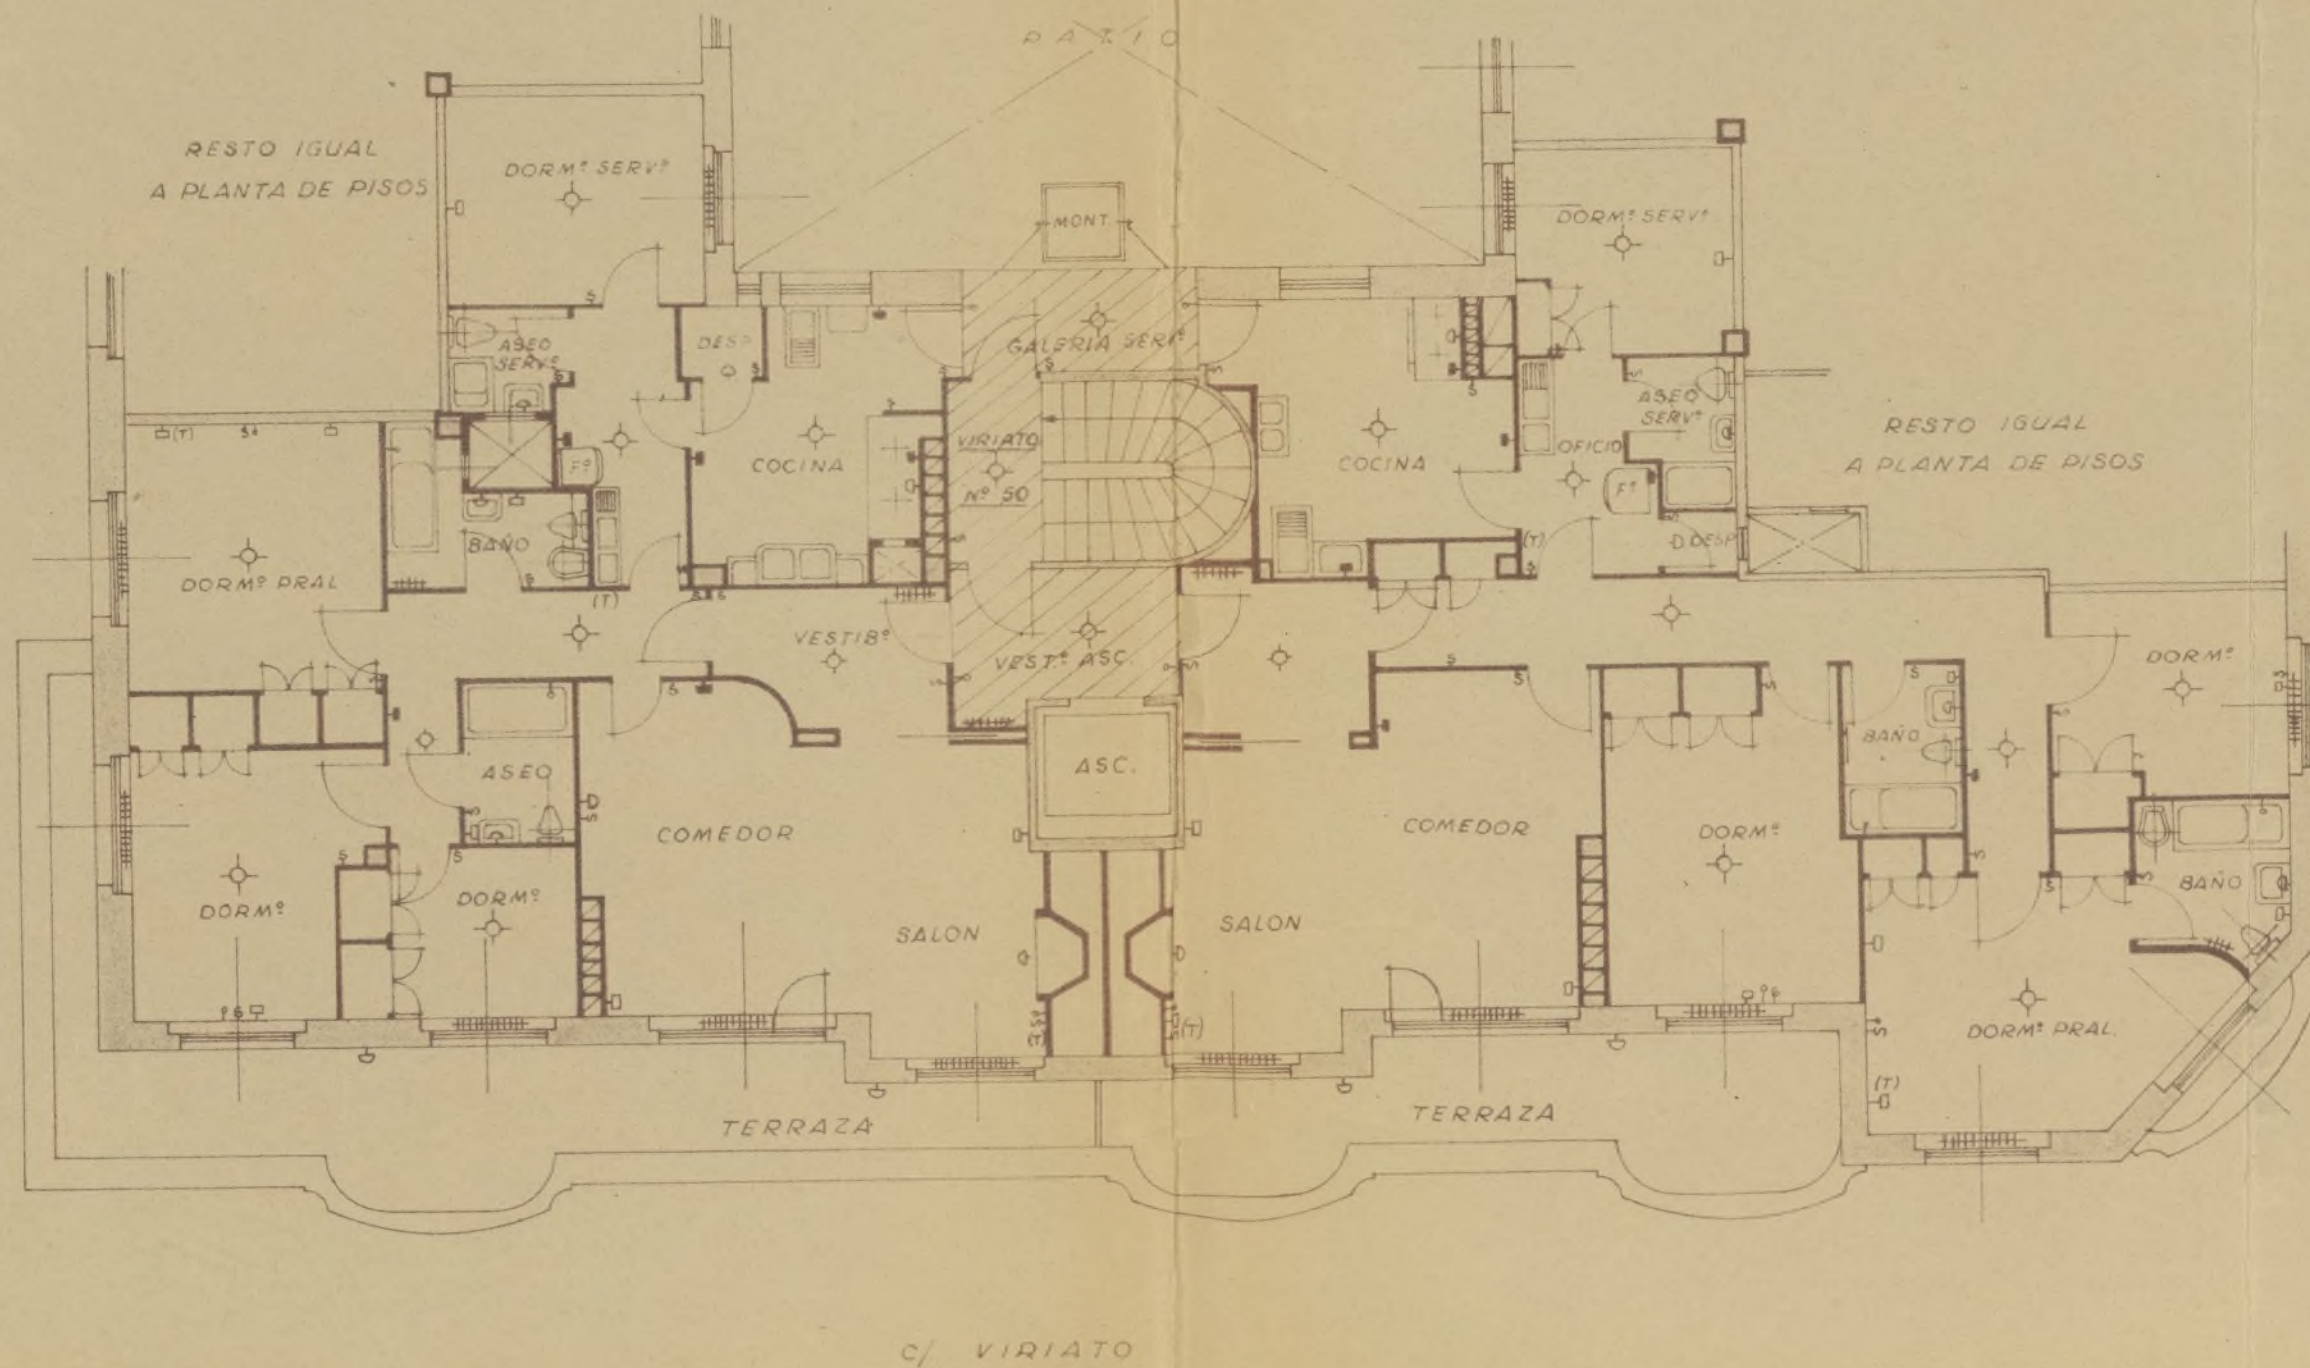 PATIO
RESTO IGUAL
A PLANTA DE PISOS
DORMº SERVº
MONT.
DORMº SERVº
ASEO
SERVº
DESP.
GALERIA SERVº
ASEO
SERVº
RESTO IGUAL
A PLANTA DE PISOS
VIRIATO
Nº 50
COCINA
COCINA
OFICIO
Fº
Fº
(T)
BAÑO
DORMº PRAL
(T)
D. DESP.
(T)
VESTIBº
VESTº ASC.
DORMº
BAÑO
ASEO
ASC.
COMEDOR
COMEDOR
DORMº
BAÑO
DORMº
DORMº
SALON
SALON
DORMº PRAL.
(T)
(T)
TERRAZA
TERRAZA
C/ VIRIATO